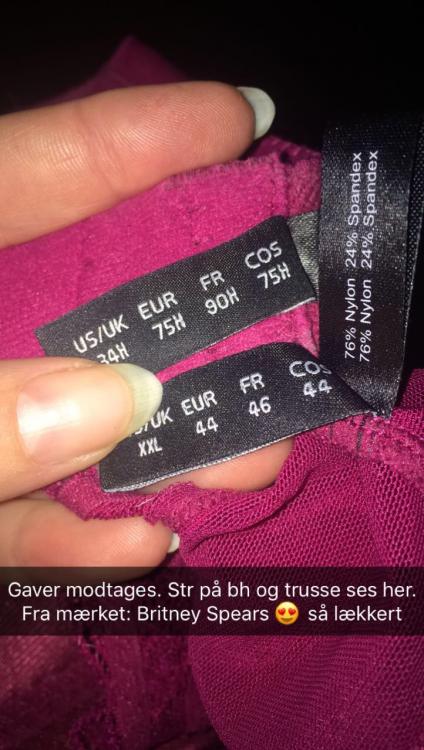 US/UK EUR FR COS
34H 75H 90H 75H
EUR FR
XXL 44 46 44
76% Nylon 24% Spandex
76% Nylon 24% Spandex
Gaver modtages. Str på bh og trusse ses her.
Fra mærket: Britney Spears 😍 så lækkert